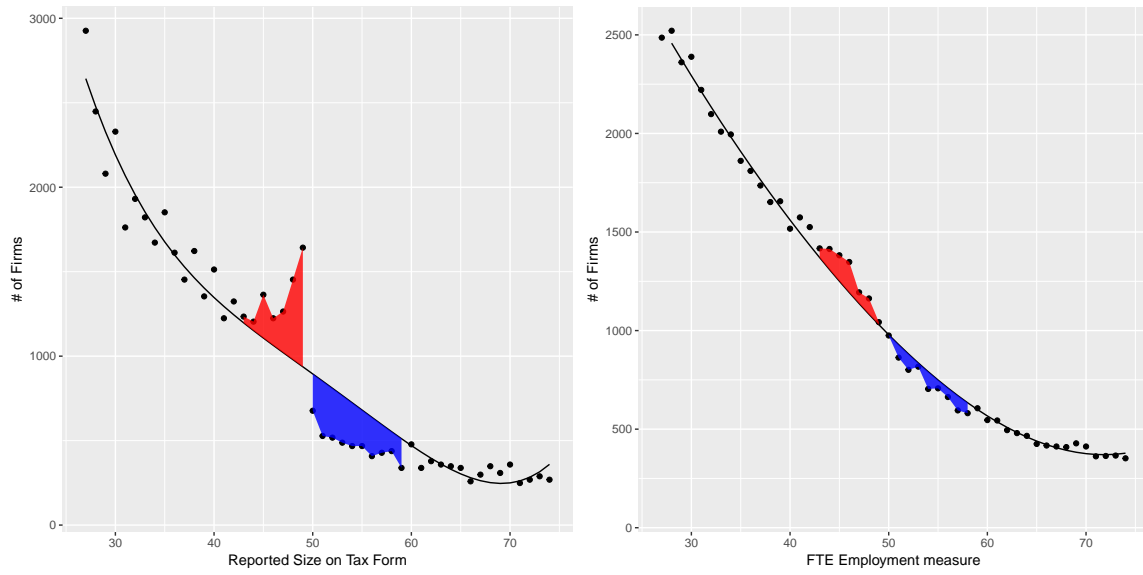 3000
2000
1000
0
# of Firms
30 40 50 60 70
Reported Size on Tax Form
2500
2000
1500
1000
500
0
# of Firms
30 40 50 60 70
FTE Employment measure